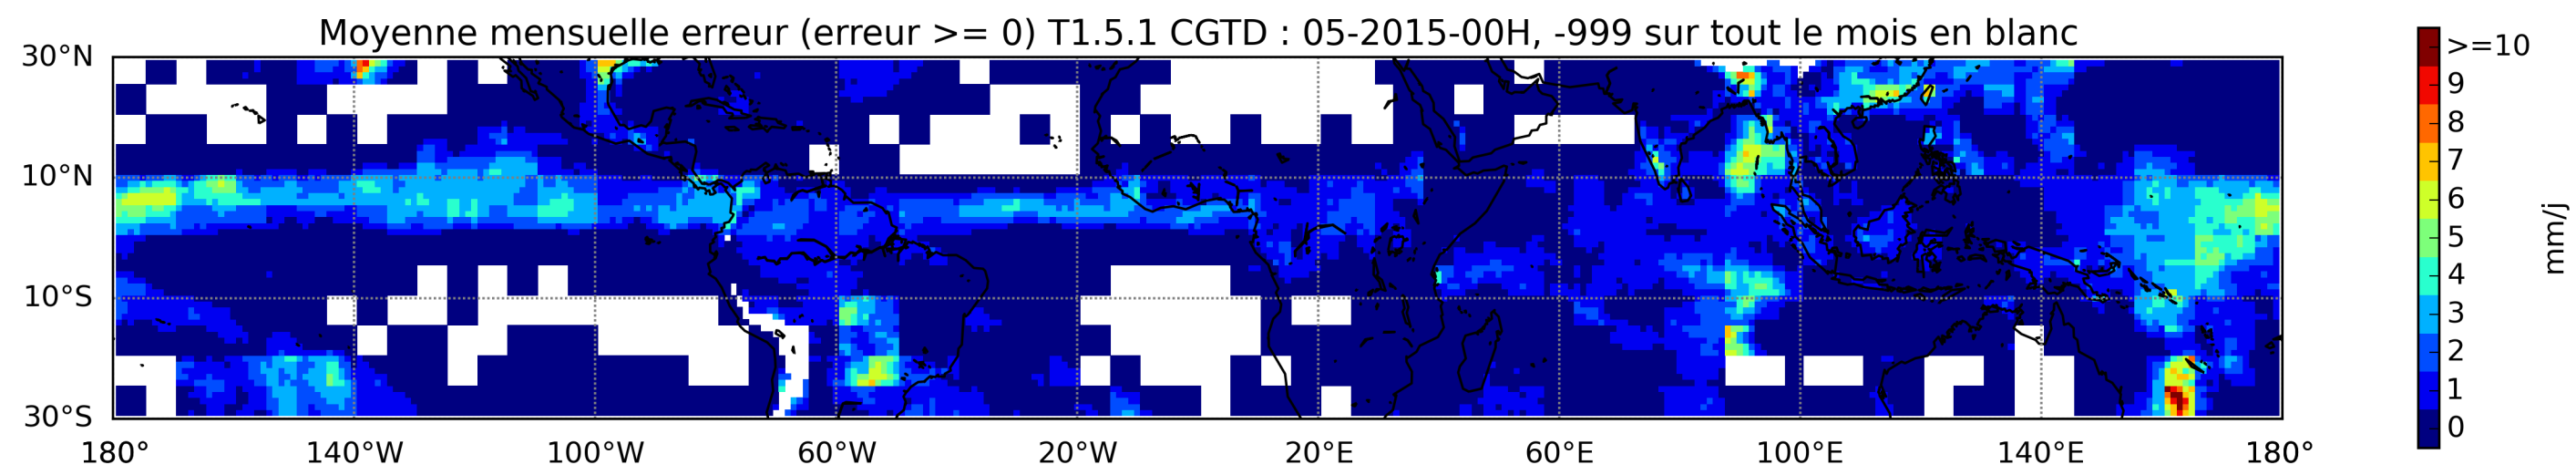 Moyenne mensuelle erreur (erreur >= 0) T1.5.1 CGTD : 05-2015-00H, -999 sur tout le mois en blanc
30°N
10°N
10°S
30°S
180° 140°W 100°W 60°W 20°W 20°E 60°E 100°E 140°E 180°
>=10
9
8
7
6
5
4
3
2
1
0
mm/j